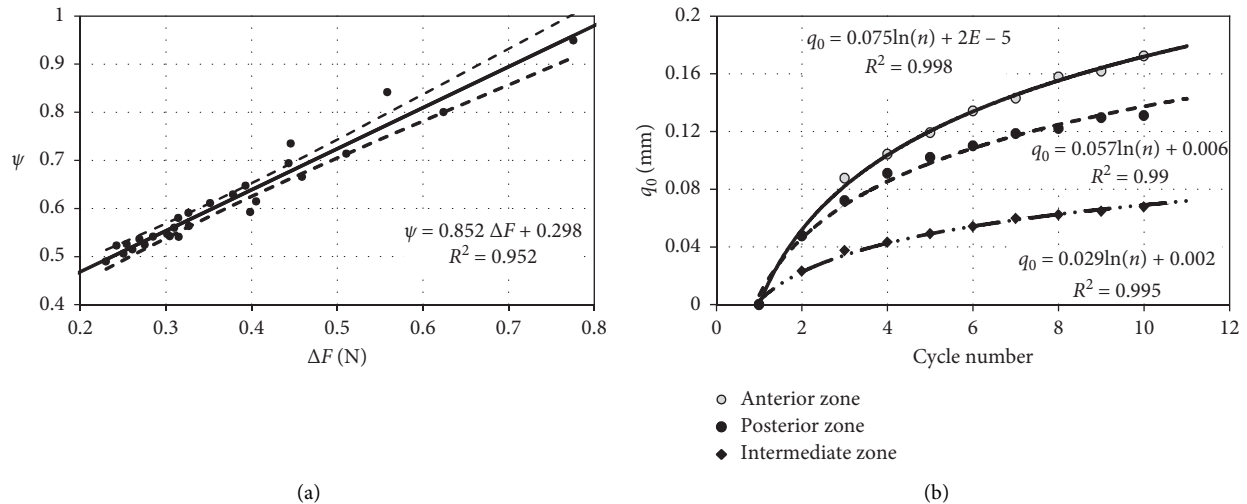 1
0.9
0.8
0.7
0.6
0.5
0.4
ψ
ψ = 0.852 ΔF + 0.298
R² = 0.952
0.2 0.3 0.4 0.5 0.6 0.7 0.8
ΔF (N)
(a)
0.2
0.16
0.12
0.08
0.04
0
q₀ (mm)
q₀ = 0.075ln(n) + 2E – 5
R² = 0.998
q₀ = 0.057ln(n) + 0.006
R² = 0.99
q₀ = 0.029ln(n) + 0.002
R² = 0.995
0 2 4 6 8 10 12
Cycle number
Anterior zone
Posterior zone
Intermediate zone
(b)